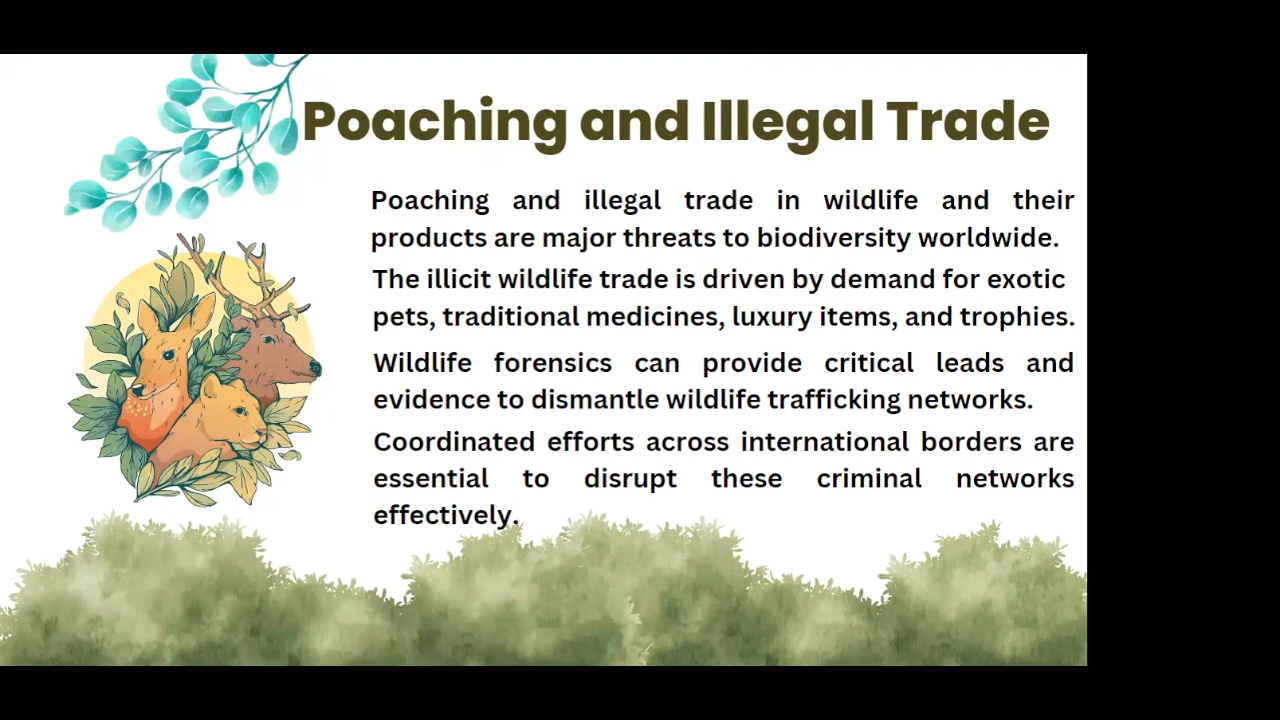 Poaching and Illegal Trade
Poaching and illegal trade in wildlife and their
products are major threats to biodiversity worldwide.
The illicit wildlife trade is driven by demand for exotic
pets, traditional medicines, luxury items, and trophies.
Wildlife forensics can provide critical leads and
evidence to dismantle wildlife trafficking networks.
Coordinated efforts across international borders are
essential to disrupt these criminal networks
effectively.